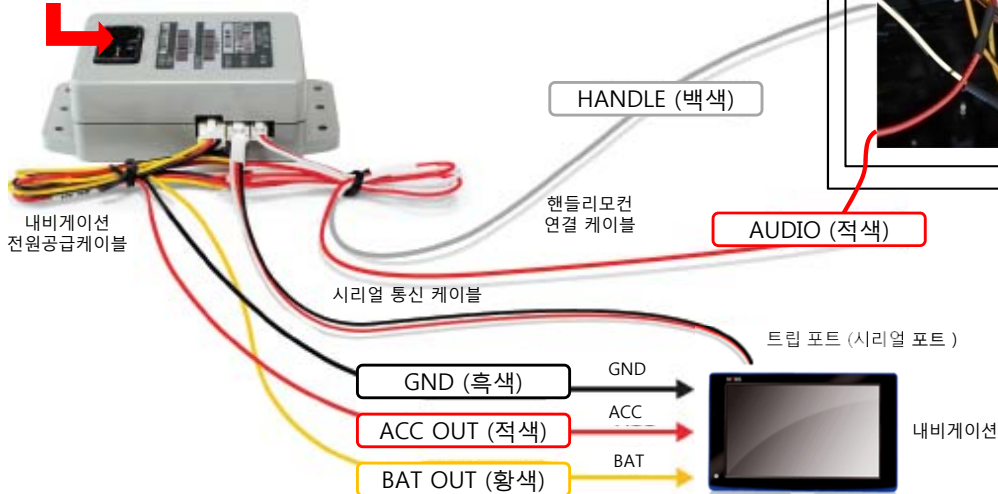 HANDLE (백색)
핸들리모컨
연결 케이블
AUDIO (적색)
내비게이션
전원공급케이블
시리얼 통신 케이블
트립 포트 (시리얼 포트 )
GND (흑색)
GND
ACC OUT (적색)
ACC
내비게이션
BAT OUT (황색)
BAT